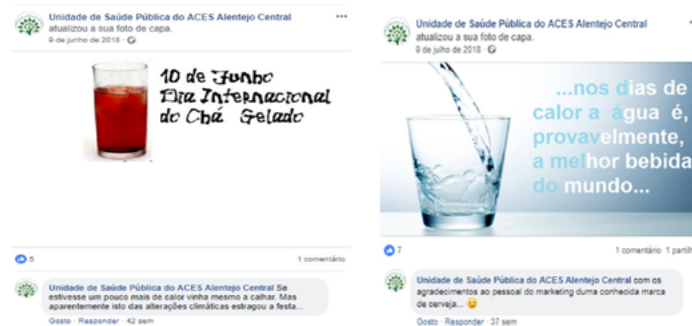 Unidade de Saúde Pública do ACES Alentejo Central
atualizou a sua foto de capa.
9 de junho de 2018 ·
10 de Junho
Dia Internacional
do Chá Gelado
5
1 comentário
Unidade de Saúde Pública do ACES Alentejo Central Se
estivesse um pouco mais de calor vinha mesmo a calhar. Mas
aparentemente isto das alterações climáticas estragou a festa...
Gosto · Responder · 42 sem
Unidade de Saúde Pública do ACES Alentejo Central
atualizou a sua foto de capa.
9 de julho de 2018 ·
...nos dias de
calor a água é,
provavelmente,
a melhor bebida
do mundo...
7
1 comentário 1 partilh
Unidade de Saúde Pública do ACES Alentejo Central com os
agradecimentos ao pessoal do marketing duma conhecida marca
de cerveja... 😉
Gosto · Responder · 37 sem